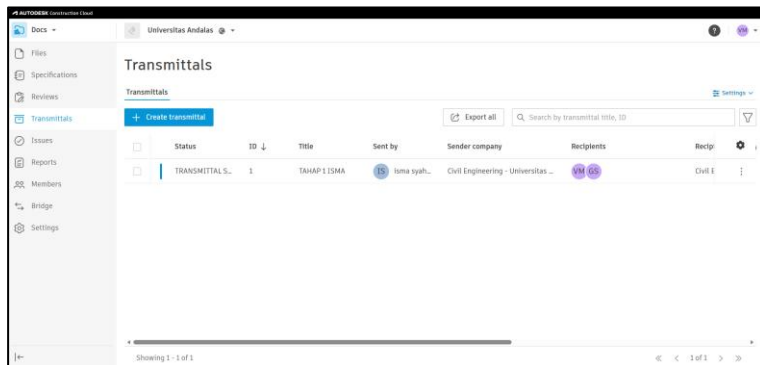 AUTODESK Construction Cloud
Docs
Universitas Andalas
?
VM
Files
Specifications
Reviews
Transmittals
Issues
Reports
Members
Bridge
Settings
Transmittals
Transmittals
Settings
+ Create transmittal
Export all
Search by transmittal title, ID
Status ID ↓ Title Sent by Sender company Recipients Recip
TRANSMITTAL S... 1 TAHAP 1 ISMA IS isma syah... Civil Engineering - Universitas ... VM GS Civil E
Showing 1 - 1 of 1
1 of 1